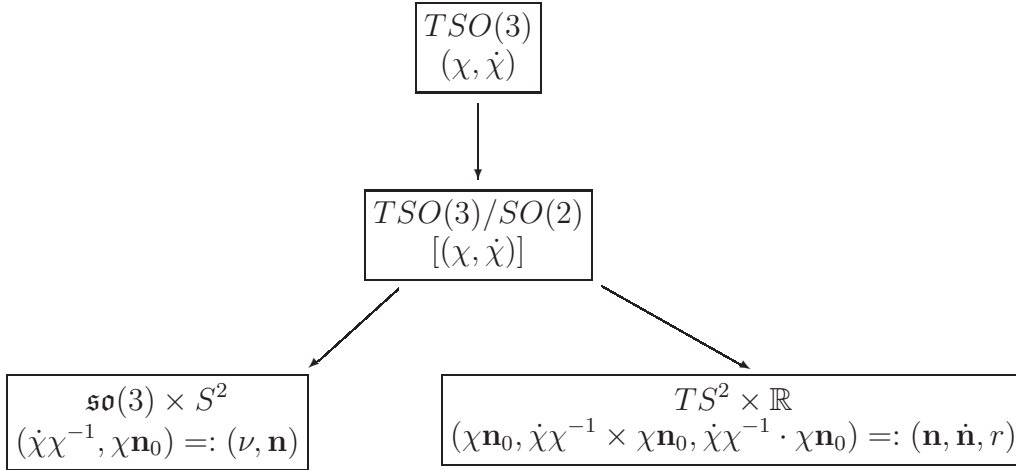 TSO(3)
(χ, χ̇)
TSO(3)/SO(2)
[(χ, χ̇)]
𝔰𝔬(3) × S²
(χ̇χ⁻¹, χn₀) =: (ν, n)
TS² × ℝ
(χn₀, χ̇χ⁻¹ × χn₀, χ̇χ⁻¹ · χn₀) =: (n, ṅ, r)